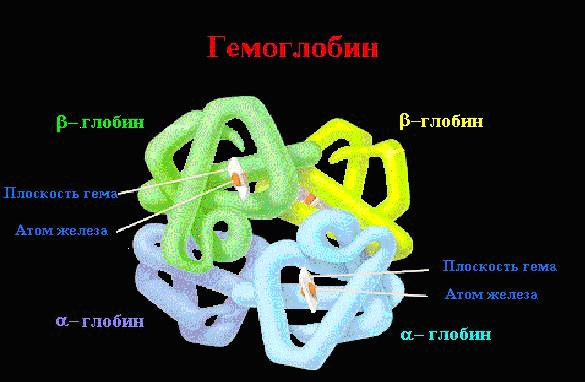 Гемоглобин
β– глобин
β–глобин
Плоскость гема
Атом железа
Плоскость гема
Атом железа
α– глобин
α– глобин